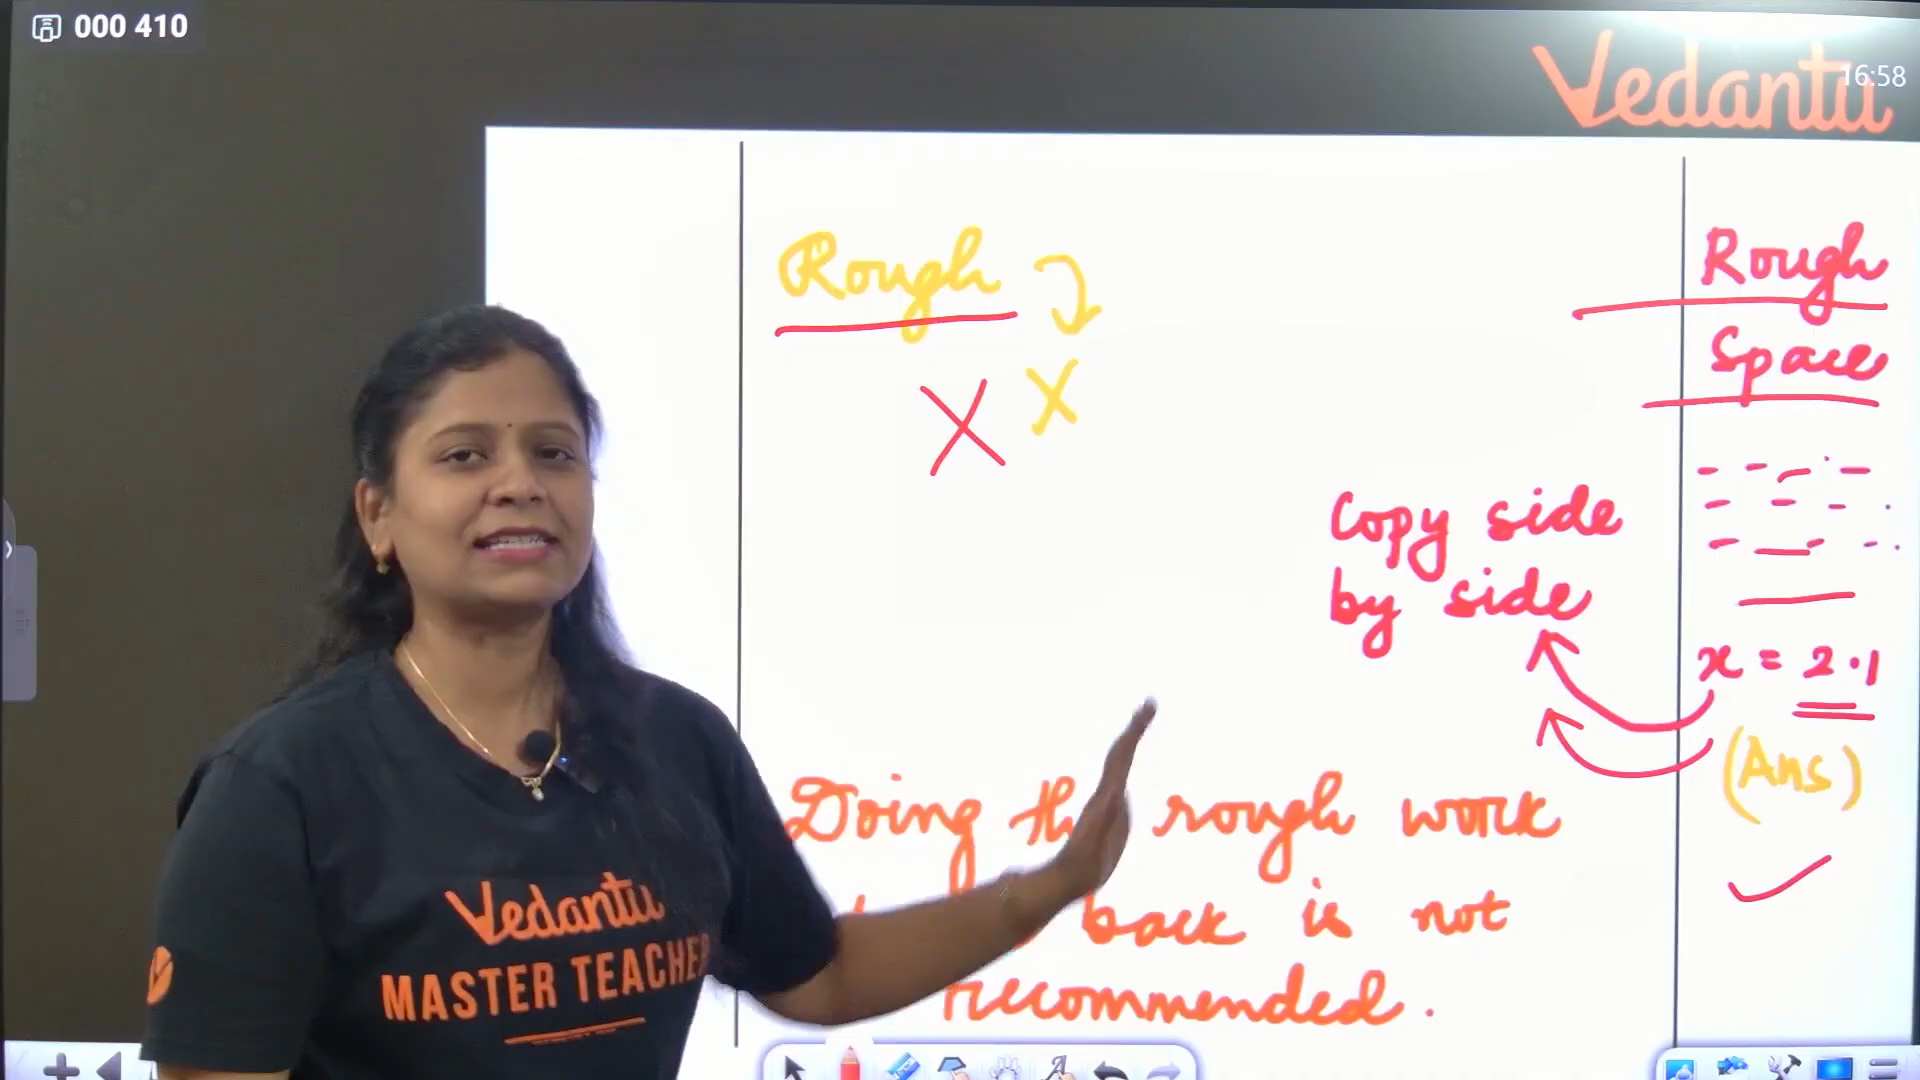 000 410
Vedantu
16:58
Rough
X X
Rough
Space
Copy side
by side
x = 2.1
(Ans)
Doing rough work
back is not
recommended.
Vedantu
MASTER TEACHER